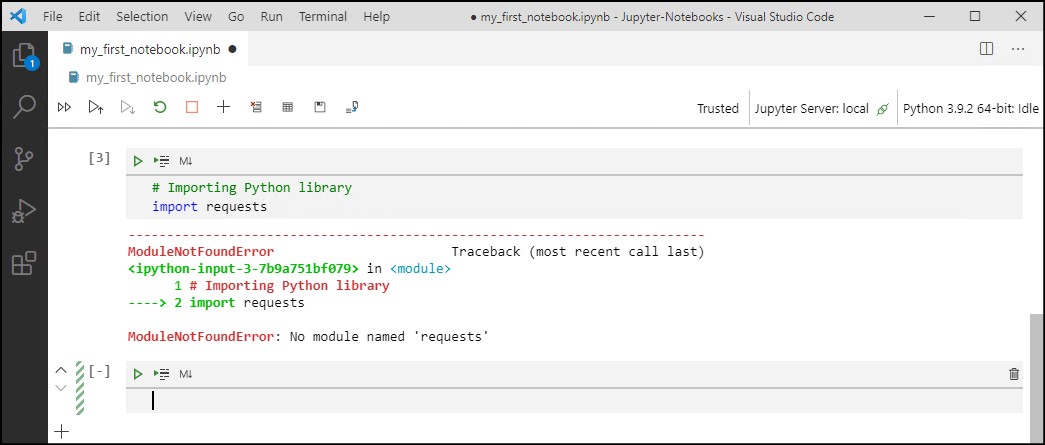 File Edit Selection View Go Run Terminal Help ● my_first_notebook.ipynb - Jupyter-Notebooks - Visual Studio Code
my_first_notebook.ipynb ●
1
my_first_notebook.ipynb
Trusted Jupyter Server: local Python 3.9.2 64-bit: Idle
[3] M↓
# Importing Python library
import requests
---------------------------------------------------------------------------
ModuleNotFoundError Traceback (most recent call last)
<ipython-input-3-7b9a751bf079> in <module>
1 # Importing Python library
----> 2 import requests
ModuleNotFoundError: No module named 'requests'
[-] M↓